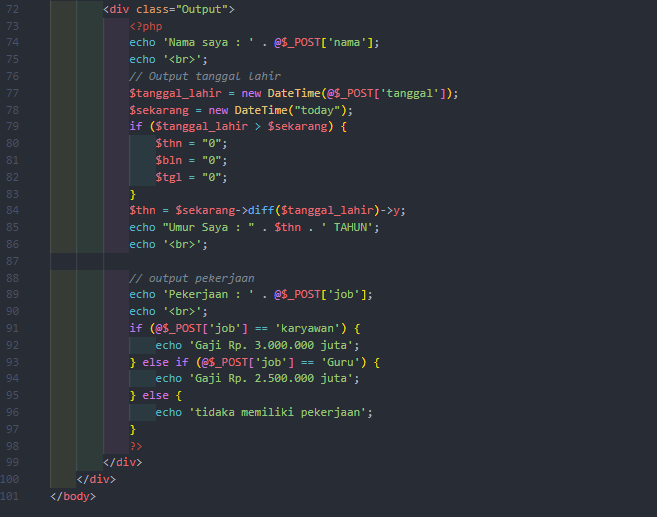 72 <div class="Output">
73 <?php
74 echo 'Nama saya : ' . @$_POST['nama'];
75 echo '<br>';
76 // Output tanggal lahir
77 $tanggal_lahir = new DateTime(@$_POST['tanggal']);
78 $sekarang = new DateTime("today");
79 if ($tanggal_lahir > $sekarang) {
80 $thn = "0";
81 $bln = "0";
82 $tgl = "0";
83 }
84 $thn = $sekarang->diff($tanggal_lahir)->y;
85 echo "Umur Saya : " . $thn . ' TAHUN';
86 echo '<br>';
87
88 // output pekerjaan
89 echo 'Pekerjaan : ' . @$_POST['job'];
90 echo '<br>';
91 if (@$_POST['job'] == 'karyawan') {
92 echo 'Gaji Rp. 3.000.000 juta';
93 } else if (@$_POST['job'] == 'Guru') {
94 echo 'Gaji Rp. 2.500.000 juta';
95 } else {
96 echo 'tidaka memiliki pekerjaan';
97 }
98 ?>
99 </div>
100 </div>
101 </body>